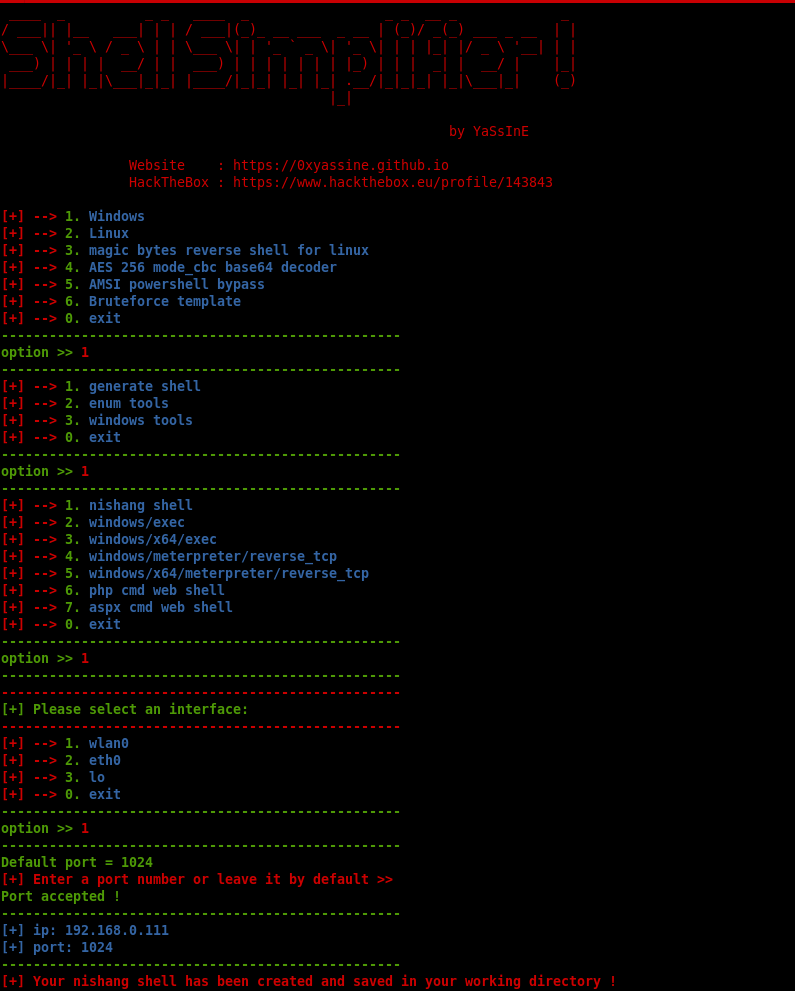 Shell Simplifier !
by YaSsInE
Website : https://0xyassine.github.io
HackTheBox : https://www.hackthebox.eu/profile/143843
[+] --> 1. Windows
[+] --> 2. Linux
[+] --> 3. magic bytes reverse shell for linux
[+] --> 4. AES 256 mode_cbc base64 decoder
[+] --> 5. AMSI powershell bypass
[+] --> 6. Bruteforce template
[+] --> 0. exit
--------------------------------------------------
option >> 1
--------------------------------------------------
[+] --> 1. generate shell
[+] --> 2. enum tools
[+] --> 3. windows tools
[+] --> 0. exit
--------------------------------------------------
option >> 1
--------------------------------------------------
[+] --> 1. nishang shell
[+] --> 2. windows/exec
[+] --> 3. windows/x64/exec
[+] --> 4. windows/meterpreter/reverse_tcp
[+] --> 5. windows/x64/meterpreter/reverse_tcp
[+] --> 6. php cmd web shell
[+] --> 7. aspx cmd web shell
[+] --> 0. exit
--------------------------------------------------
option >> 1
--------------------------------------------------
--------------------------------------------------
[+] Please select an interface:
--------------------------------------------------
[+] --> 1. wlan0
[+] --> 2. eth0
[+] --> 3. lo
[+] --> 0. exit
--------------------------------------------------
option >> 1
--------------------------------------------------
Default port = 1024
[+] Enter a port number or leave it by default >>
Port accepted !
--------------------------------------------------
[+] ip: 192.168.0.111
[+] port: 1024
--------------------------------------------------
[+] Your nishang shell has been created and saved in your working directory !